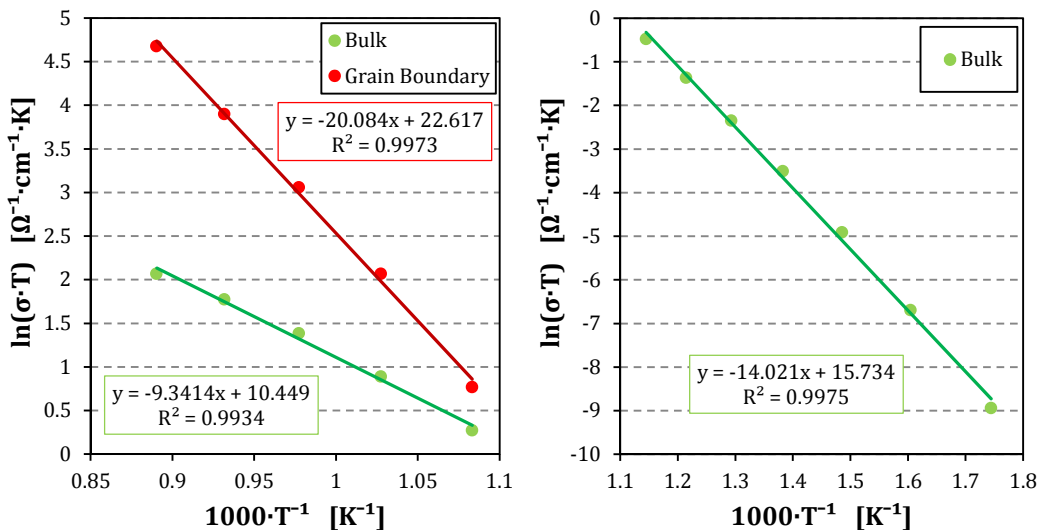 5
4.5
4
3.5
3
2.5
2
1.5
1
0.5
0
0.85
0.9
0.95
1
1.05
1.1
ln(σ·T) [Ω⁻¹·cm⁻¹·K]
1000·T⁻¹ [K⁻¹]
Bulk
Grain Boundary
y = -20.084x + 22.617
R² = 0.9973
y = -9.3414x + 10.449
R² = 0.9934
0
-1
-2
-3
-4
-5
-6
-7
-8
-9
-10
1.1
1.2
1.3
1.4
1.5
1.6
1.7
1.8
ln(σ·T) [Ω⁻¹·cm⁻¹·K]
1000·T⁻¹ [K⁻¹]
Bulk
y = -14.021x + 15.734
R² = 0.9975